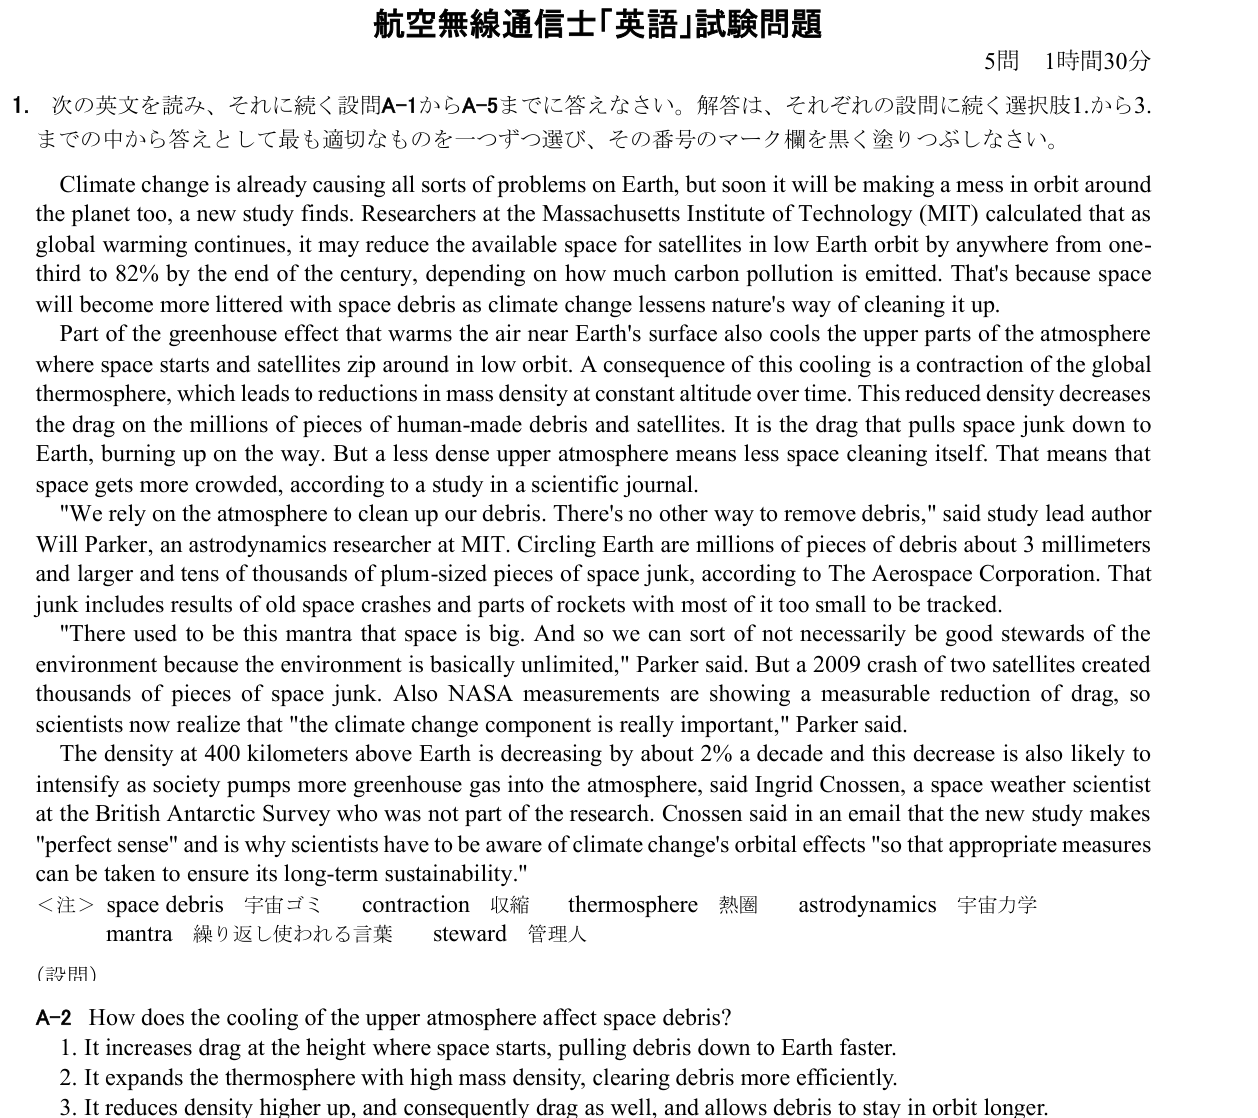 航空無線通信士「英語」試験問題
5問　1時間30分
1.　次の英文を読み、それに続く設問A-1からA-5までに答えなさい。解答は、それぞれの設問に続く選択肢1.から3.
までの中から答えとして最も適切なものを一つずつ選び、その番号のマーク欄を黒く塗りつぶしなさい。
Climate change is already causing all sorts of problems on Earth, but soon it will be making a mess in orbit around
the planet too, a new study finds. Researchers at the Massachusetts Institute of Technology (MIT) calculated that as
global warming continues, it may reduce the available space for satellites in low Earth orbit by anywhere from one-
third to 82% by the end of the century, depending on how much carbon pollution is emitted. That's because space
will become more littered with space debris as climate change lessens nature's way of cleaning it up.
Part of the greenhouse effect that warms the air near Earth's surface also cools the upper parts of the atmosphere
where space starts and satellites zip around in low orbit. A consequence of this cooling is a contraction of the global
thermosphere, which leads to reductions in mass density at constant altitude over time. This reduced density decreases
the drag on the millions of pieces of human-made debris and satellites. It is the drag that pulls space junk down to
Earth, burning up on the way. But a less dense upper atmosphere means less space cleaning itself. That means that
space gets more crowded, according to a study in a scientific journal.
"We rely on the atmosphere to clean up our debris. There's no other way to remove debris," said study lead author
Will Parker, an astrodynamics researcher at MIT. Circling Earth are millions of pieces of debris about 3 millimeters
and larger and tens of thousands of plum-sized pieces of space junk, according to The Aerospace Corporation. That
junk includes results of old space crashes and parts of rockets with most of it too small to be tracked.
"There used to be this mantra that space is big. And so we can sort of not necessarily be good stewards of the
environment because the environment is basically unlimited," Parker said. But a 2009 crash of two satellites created
thousands of pieces of space junk. Also NASA measurements are showing a measurable reduction of drag, so
scientists now realize that "the climate change component is really important," Parker said.
The density at 400 kilometers above Earth is decreasing by about 2% a decade and this decrease is also likely to
intensify as society pumps more greenhouse gas into the atmosphere, said Ingrid Cnossen, a space weather scientist
at the British Antarctic Survey who was not part of the research. Cnossen said in an email that the new study makes
"perfect sense" and is why scientists have to be aware of climate change's orbital effects "so that appropriate measures
can be taken to ensure its long-term sustainability."
＜注＞ space debris　宇宙ゴミ　contraction　収縮　thermosphere　熱圏　astrodynamics　宇宙力学
mantra　繰り返し使われる言葉　steward　管理人
(設問)
A-2 How does the cooling of the upper atmosphere affect space debris?
1. It increases drag at the height where space starts, pulling debris down to Earth faster.
2. It expands the thermosphere with high mass density, clearing debris more efficiently.
3. It reduces density higher up, and consequently drag as well, and allows debris to stay in orbit longer.